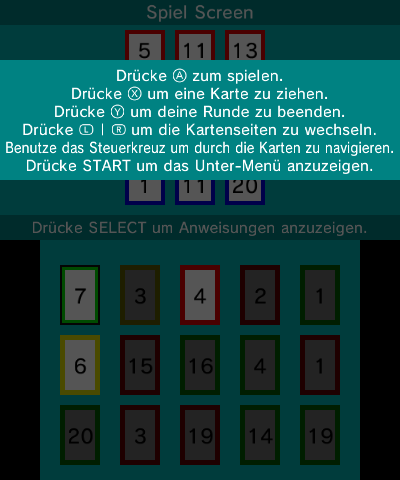 Spiel Screen
5 11 13
Drücke Ⓐ zum spielen.
Drücke Ⓧ um eine Karte zu ziehen.
Drücke Ⓨ um deine Runde zu beenden.
Drücke Ⓛ | Ⓡ um die Kartenseiten zu wechseln.
Benutze das Steuerkreuz um durch die Karten zu navigieren.
Drücke START um das Unter-Menü anzuzeigen.
1 11 20
Drücke SELECT um Anweisungen anzuzeigen.
7 3 4 2 1
6 15 16 4 1
20 3 19 14 19